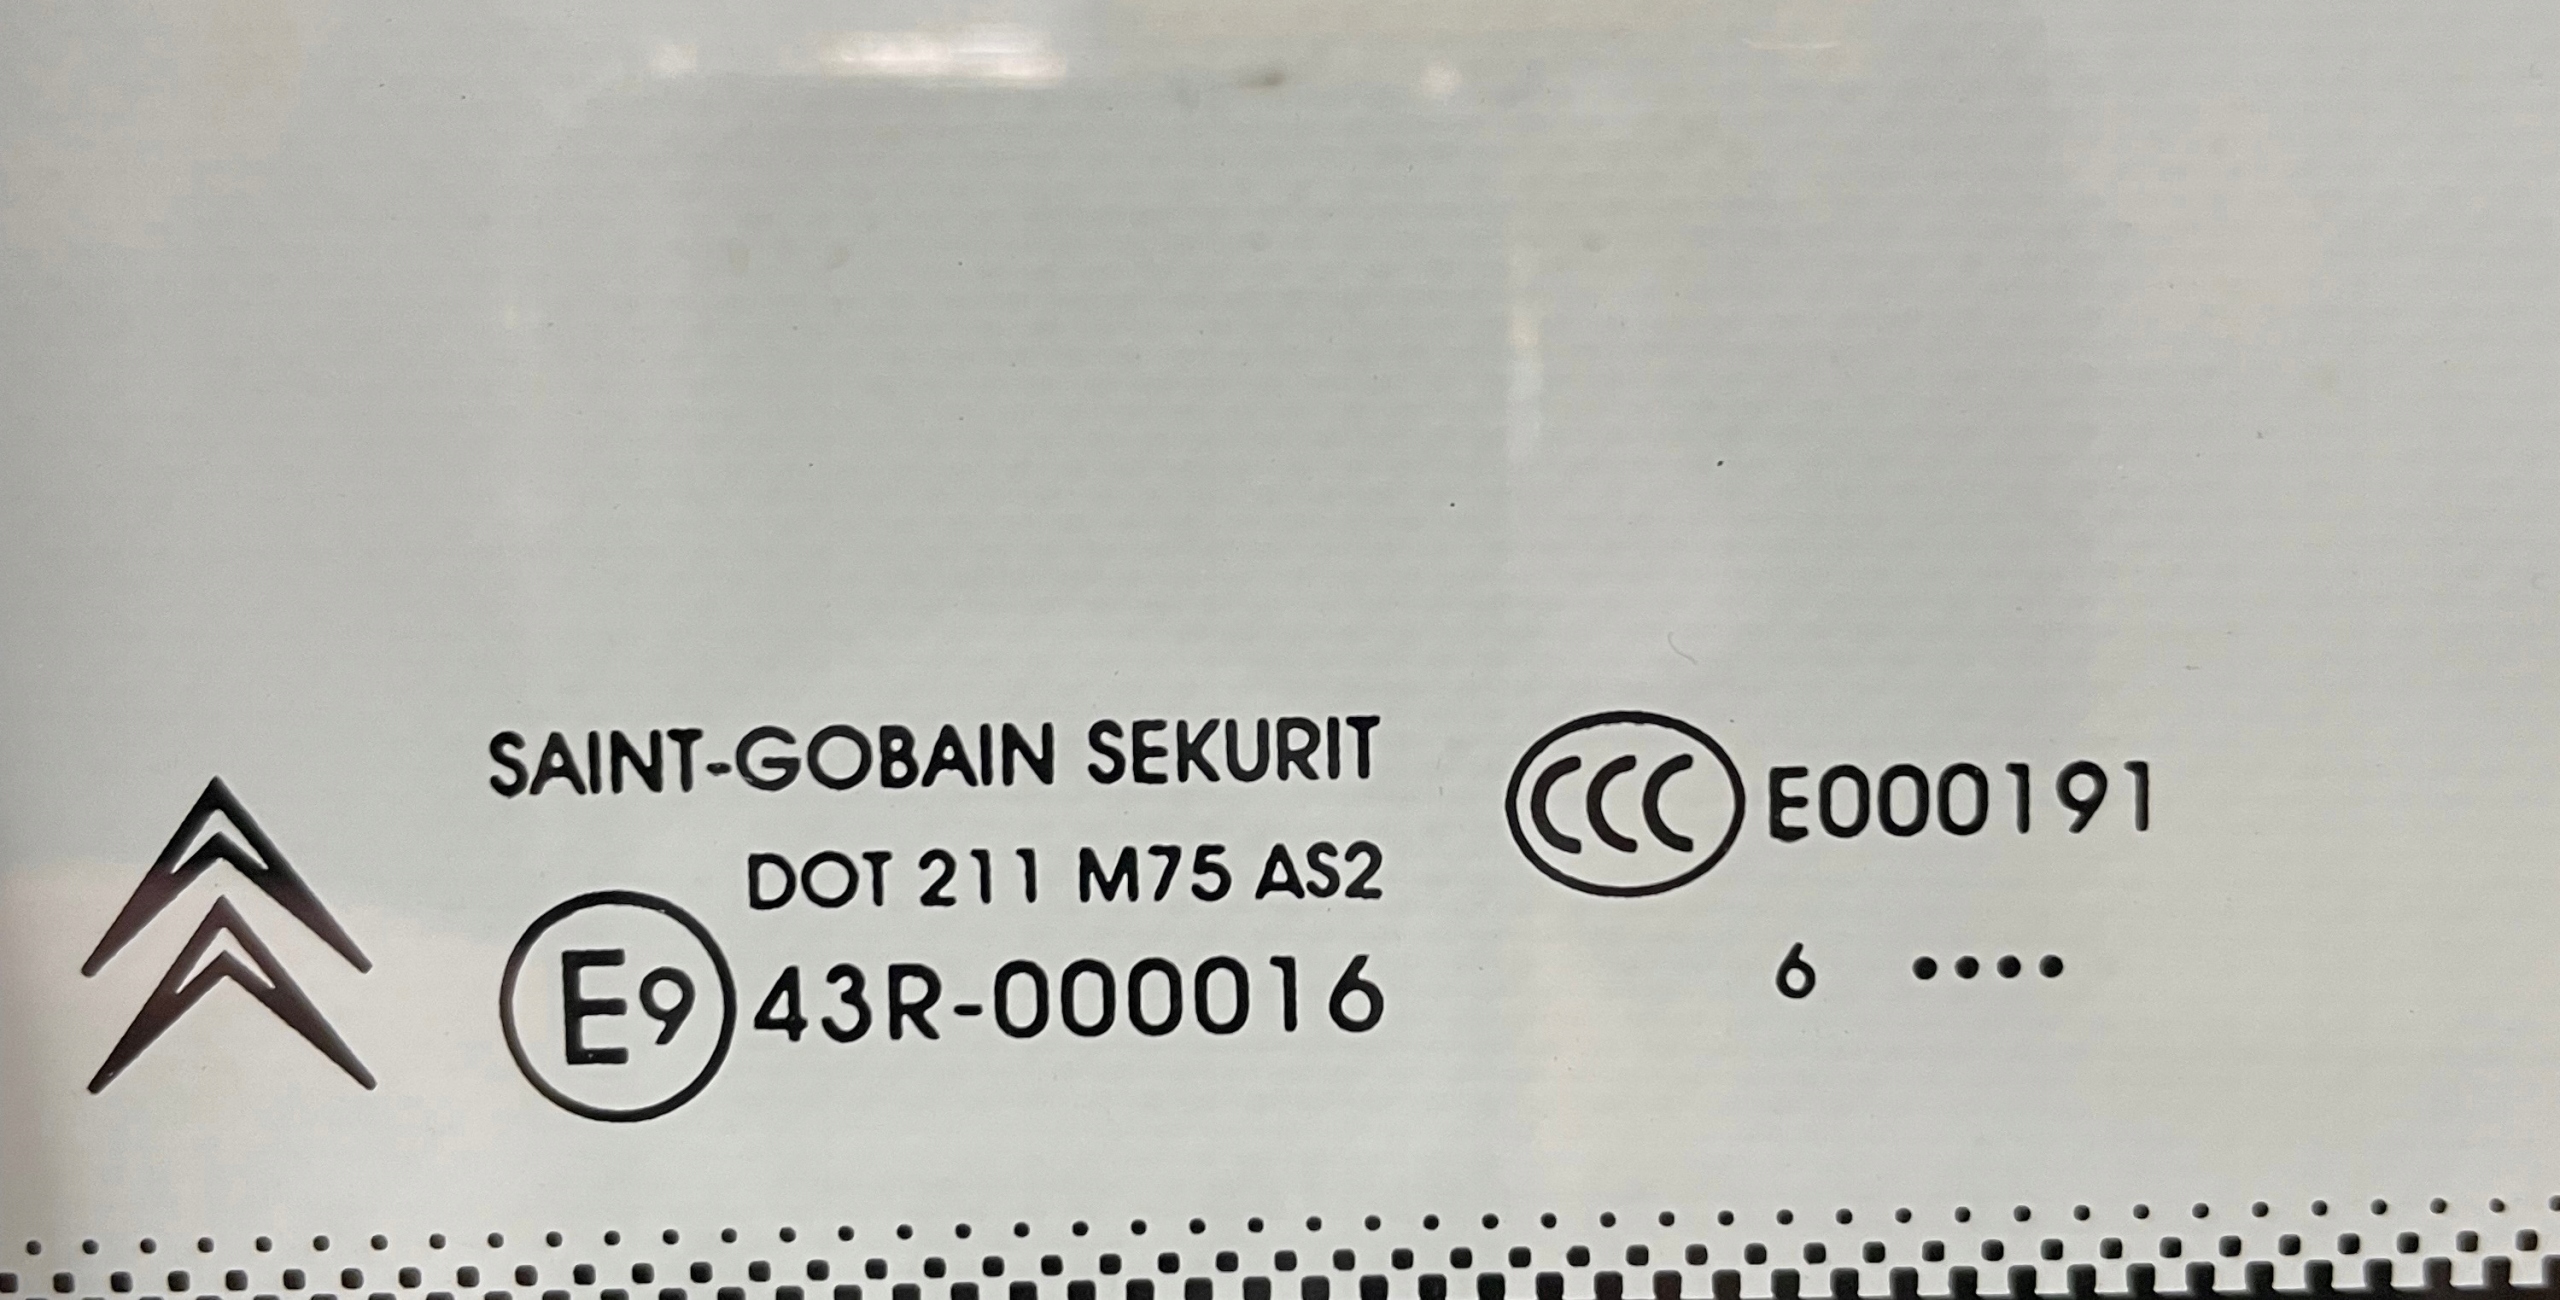 SAINT-GOBAIN SEKURIT
DOT 211 M75 AS2
E9 43R-000016
CCC E000191
6 ••••